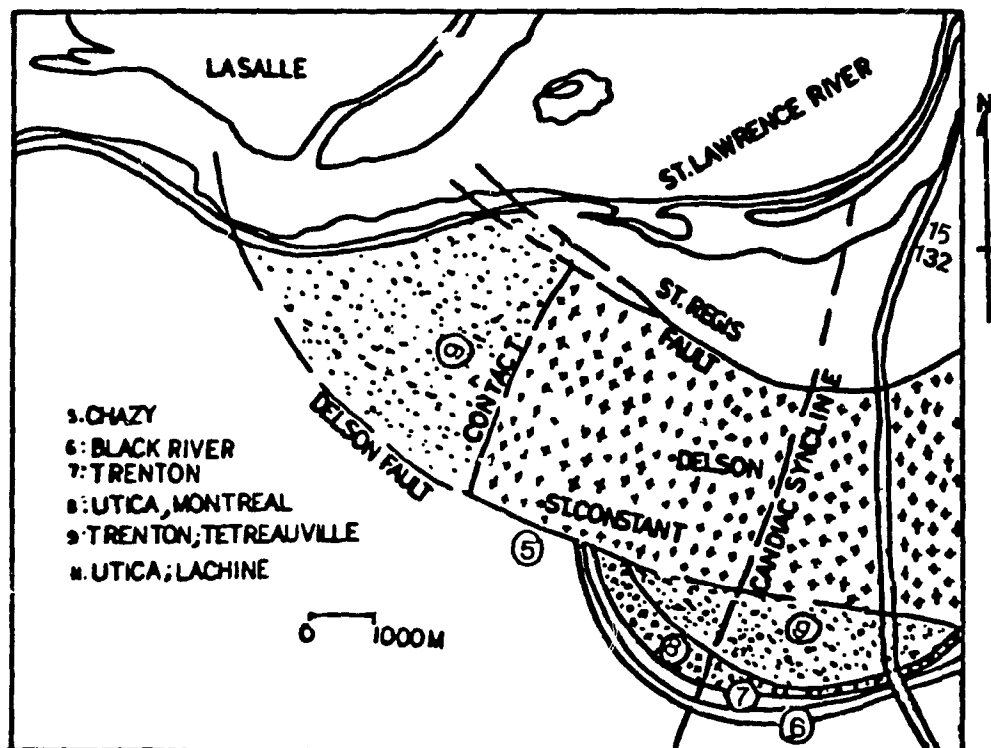 LASALLE
ST. LAWRENCE RIVER
N
15
132
ST. REGIS
FAULT
9
CONTACT
DELSON FAULT
DELSON
CANDIAC SYNCLINE
ST. CONSTANT
5
5. CHAZY
6: BLACK RIVER
7: TRENTON
8: UTICA, MONTREAL
9: TRENTON; TETREAUVILLE
UTICA; LACHINE
0 1000 M
9
8
7
6